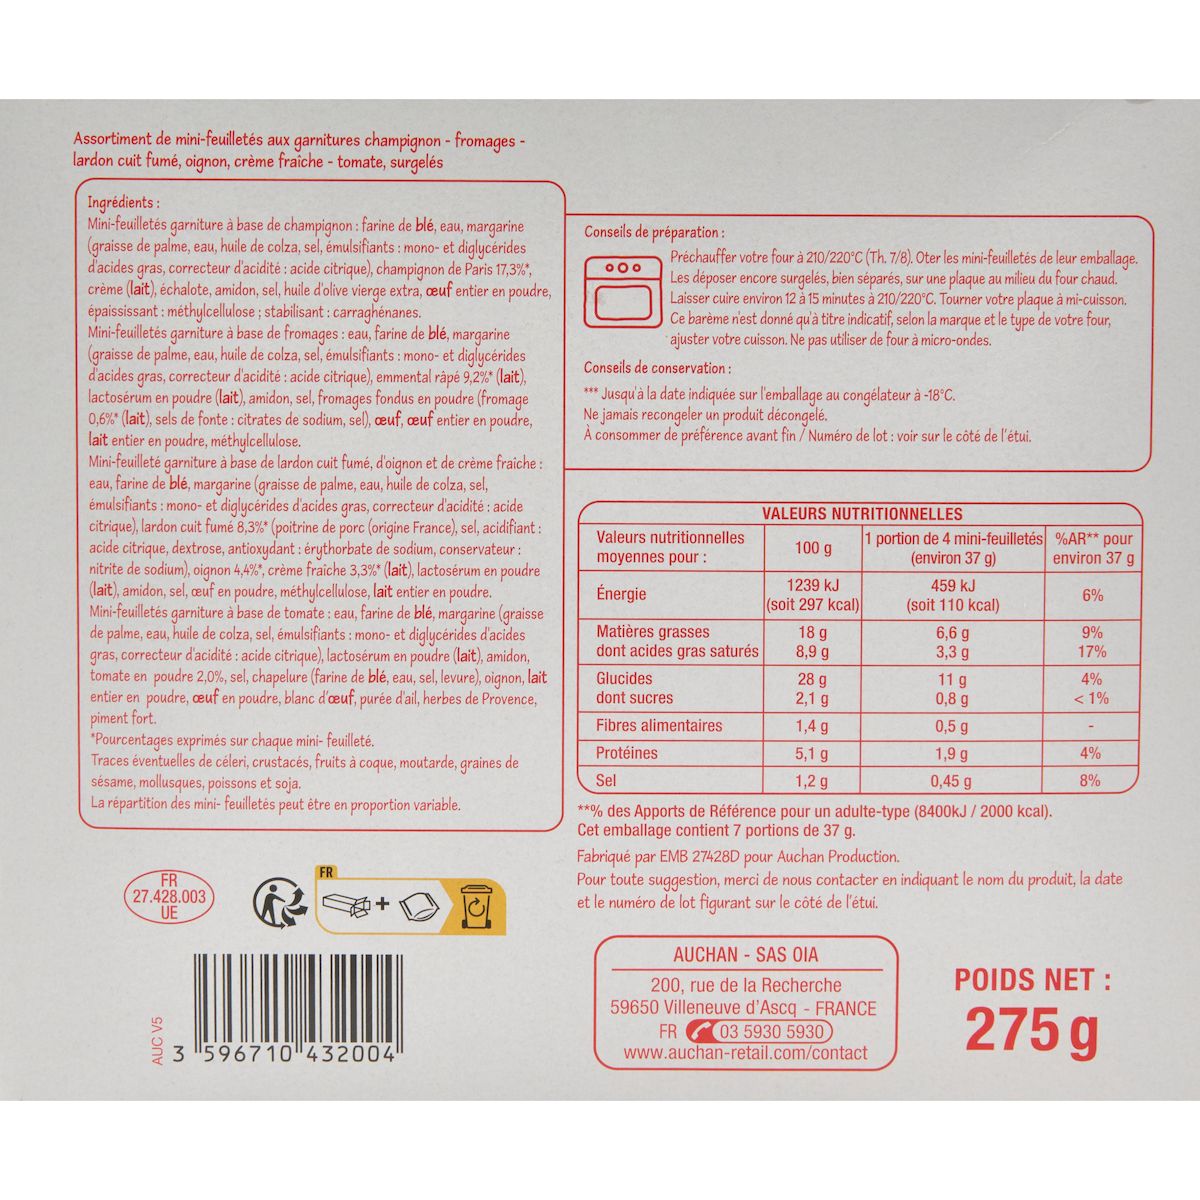 Assortiment de mini-feuilletés aux garnitures champignon - fromages -
lardon cuit fumé, oignon, crème fraîche - tomate, surgelés
Ingrédients :
Mini-feuilletés garniture à base de champignon : farine de blé, eau, margarine
(graisse de palme, eau, huile de colza, sel, émulsifiants : mono- et diglycérides
d'acides gras, correcteur d'acidité : acide citrique), champignon de Paris 17,3%*,
crème (lait), échalote, amidon, sel, huile d'olive vierge extra, œuf entier en poudre,
épaississant : méthylcellulose ; stabilisant : carraghénanes.
Mini-feuilletés garniture à base de fromages : eau, farine de blé, margarine
(graisse de palme, eau, huile de colza, sel, émulsifiants : mono- et diglycérides
d'acides gras, correcteur d'acidité : acide citrique), emmental râpé 9,2%* (lait),
lactosérum en poudre (lait), amidon, sel, fromages fondus en poudre (fromage
0,6%* (lait), sels de fonte : citrates de sodium, sel), œuf, œuf entier en poudre,
lait entier en poudre, méthylcellulose.
Mini-feuilleté garniture à base de lardon cuit fumé, d'oignon et de crème fraîche :
eau, farine de blé, margarine (graisse de palme, eau, huile de colza, sel,
émulsifiants : mono- et diglycérides d'acides gras, correcteur d'acidité : acide
citrique), lardon cuit fumé 8,3%* (poitrine de porc (origine France), sel, acidifiant :
acide citrique, dextrose, antioxydant : érythorbate de sodium, conservateur :
nitrite de sodium), oignon 4,4%*, crème fraîche 3,3%* (lait), lactosérum en poudre
(lait), amidon, sel, œuf en poudre, méthylcellulose, lait entier en poudre.
Mini-feuilletés garniture à base de tomate : eau, farine de blé, margarine (graisse
de palme, eau, huile de colza, sel, émulsifiants : mono- et diglycérides d'acides
gras, correcteur d'acidité : acide citrique), lactosérum en poudre (lait), amidon,
tomate en poudre 2,0%, sel, chapelure (farine de blé, eau, sel, levure), oignon, lait
entier en poudre, œuf en poudre, blanc d'œuf, purée d'ail, herbes de Provence,
piment fort.
*Pourcentages exprimés sur chaque mini- feuilleté.
Traces éventuelles de céleri, crustacés, fruits à coque, moutarde, graines de
sésame, mollusques, poissons et soja.
La répartition des mini- feuilletés peut être en proportion variable.
Conseils de préparation :
Préchauffer votre four à 210/220°C (Th. 7/8). Oter les mini-feuilletés de leur emballage.
Les déposer encore surgelés, bien séparés, sur une plaque au milieu du four chaud.
Laisser cuire environ 12 à 15 minutes à 210/220°C. Tourner votre plaque à mi-cuisson.
Ce barème n'est donné qu'à titre indicatif, selon la marque et le type de votre four,
ajuster votre cuisson. Ne pas utiliser de four à micro-ondes.
Conseils de conservation :
*** Jusqu'à la date indiquée sur l'emballage au congélateur à -18°C.
Ne jamais recongeler un produit décongelé.
À consommer de préférence avant fin / Numéro de lot : voir sur le côté de l'étui.
VALEURS NUTRITIONNELLES
Valeurs nutritionnelles moyennes pour : 100 g 1 portion de 4 mini-feuilletés (environ 37 g) %AR** pour environ 37 g
Énergie 1239 kJ (soit 297 kcal) 459 kJ (soit 110 kcal) 6%
Matières grasses 18 g 6,6 g 9%
dont acides gras saturés 8,9 g 3,3 g 17%
Glucides 28 g 11 g 4%
dont sucres 2,1 g 0,8 g < 1%
Fibres alimentaires 1,4 g 0,5 g -
Protéines 5,1 g 1,9 g 4%
Sel 1,2 g 0,45 g 8%
**% des Apports de Référence pour un adulte-type (8400kJ / 2000 kcal).
Cet emballage contient 7 portions de 37 g.
Fabriqué par EMB 27428D pour Auchan Production.
Pour toute suggestion, merci de nous contacter en indiquant le nom du produit, la date
et le numéro de lot figurant sur le côté de l'étui.
FR
27.428.003
UE
FR
+
AUC V5
3 596710 432004
AUCHAN - SAS OIA
200, rue de la Recherche
59650 Villeneuve d'Ascq - FRANCE
FR 03 5930 5930
www.auchan-retail.com/contact
POIDS NET :
275 g